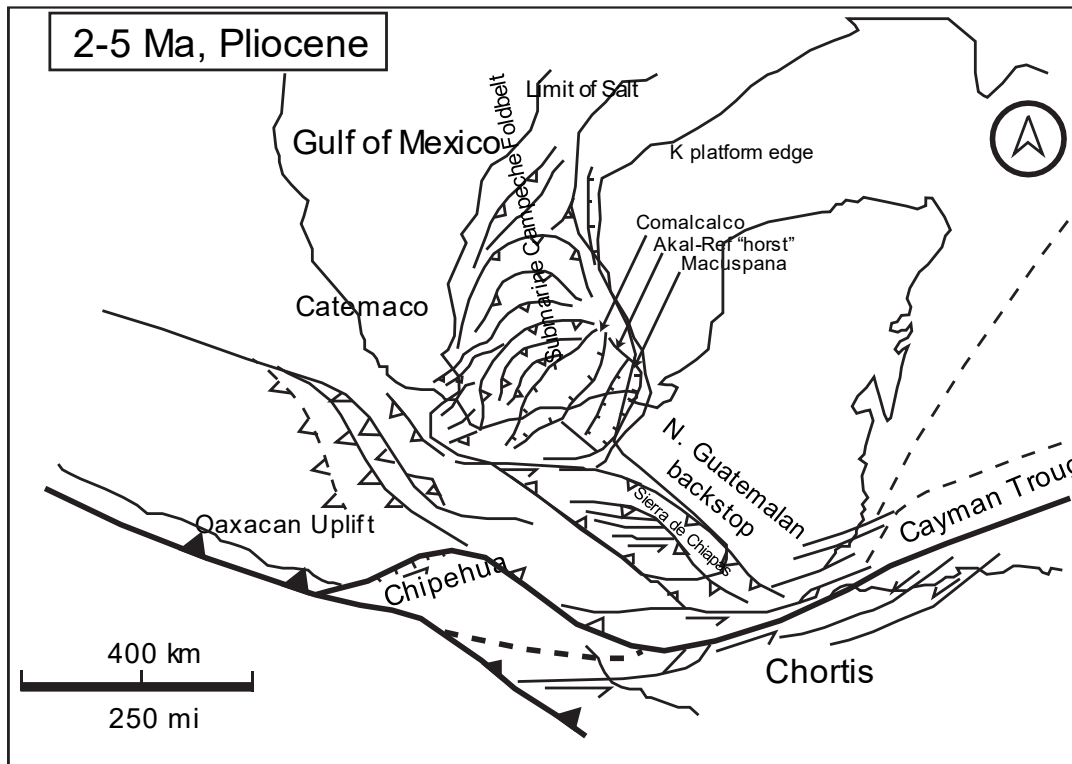 2-5 Ma, Pliocene
Limit of Salt
Gulf of Mexico
Submarine Campeche Foldbelt
K platform edge
Comalcalco
Akal-Ref “horst”
Macuspana
Catemaco
N. Guatemalan
backstop
Sierra de Chiapas
Cayman Troug
Oaxacan Uplift
Chipehua
Chortis
400 km
250 mi